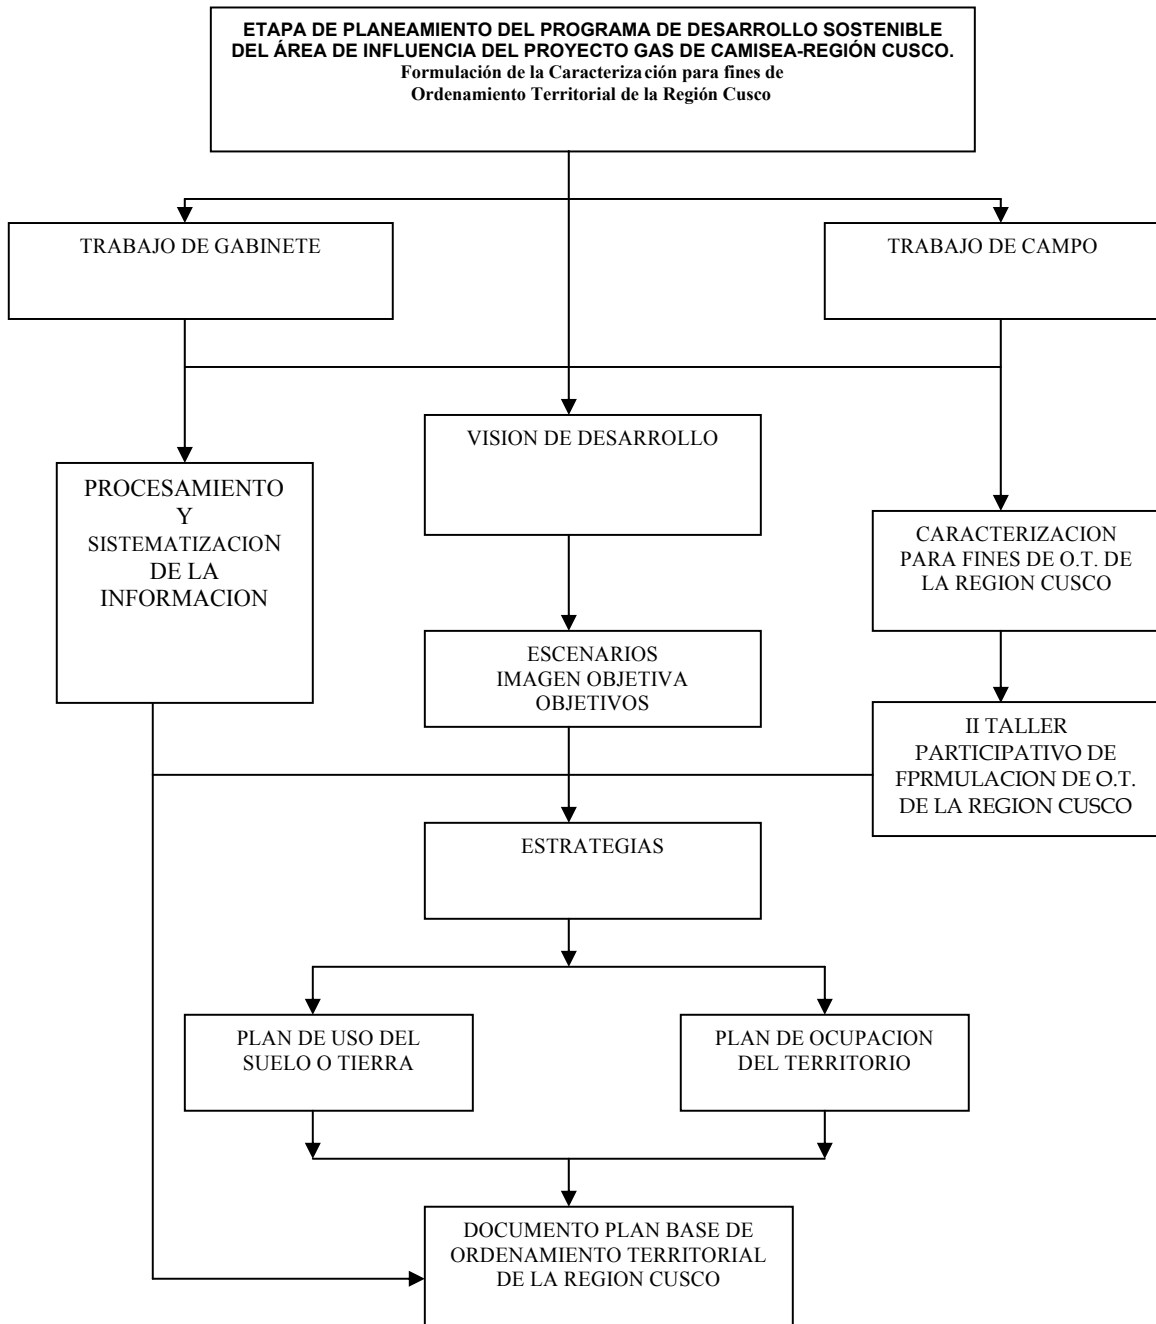 ETAPA DE PLANEAMIENTO DEL PROGRAMA DE DESARROLLO SOSTENIBLE
DEL ÁREA DE INFLUENCIA DEL PROYECTO GAS DE CAMISEA-REGIÓN CUSCO.
Formulación de la Caracterización para fines de
Ordenamiento Territorial de la Región Cusco
TRABAJO DE GABINETE
TRABAJO DE CAMPO
VISION DE DESARROLLO
PROCESAMIENTO
Y
SISTEMATIZACION
DE LA
INFORMACION
CARACTERIZACION
PARA FINES DE O.T. DE
LA REGION CUSCO
ESCENARIOS
IMAGEN OBJETIVA
OBJETIVOS
II TALLER
PARTICIPATIVO DE
FPRMULACION DE O.T.
DE LA REGION CUSCO
ESTRATEGIAS
PLAN DE USO DEL
SUELO O TIERRA
PLAN DE OCUPACION
DEL TERRITORIO
DOCUMENTO PLAN BASE DE
ORDENAMIENTO TERRITORIAL
DE LA REGION CUSCO